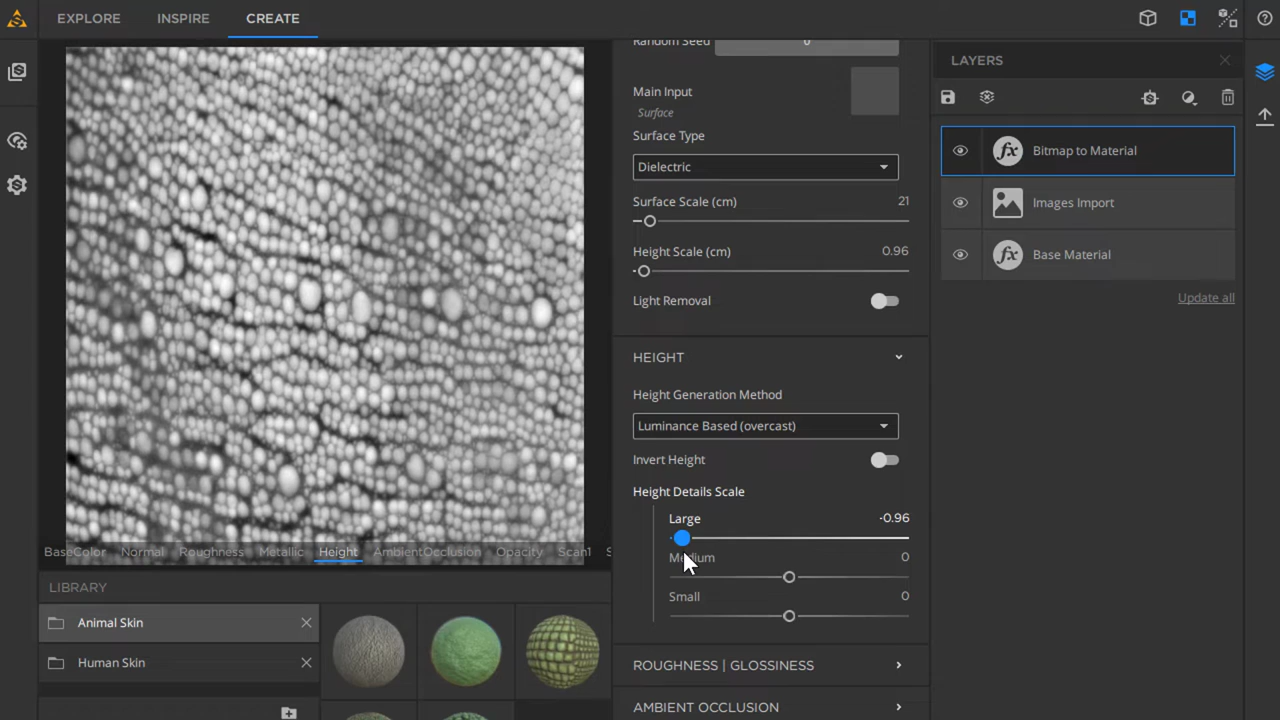 EXPLORE
INSPIRE
CREATE
Random Seed
0
Main Input
Surface
Surface Type
Dielectric
Surface Scale (cm)
21
Height Scale (cm)
0.96
Light Removal
HEIGHT
Height Generation Method
Luminance Based (overcast)
Invert Height
Height Details Scale
Large
-0.96
Medium
0
Small
0
ROUGHNESS | GLOSSINESS
AMBIENT OCCLUSION
LAYERS
Bitmap to Material
Images Import
Base Material
Update all
BaseColor
Normal
Roughness
Metallic
Height
AmbientOcclusion
Opacity
Scan1
S
LIBRARY
Animal Skin
Human Skin